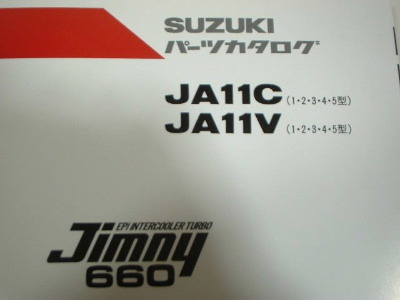 SUZUKI
パーツカタログ
JA11C (1・2・3・4・5型)
JA11V (1・2・3・4・5型)
EPI INTERCOOLER TURBO
Jimny
660